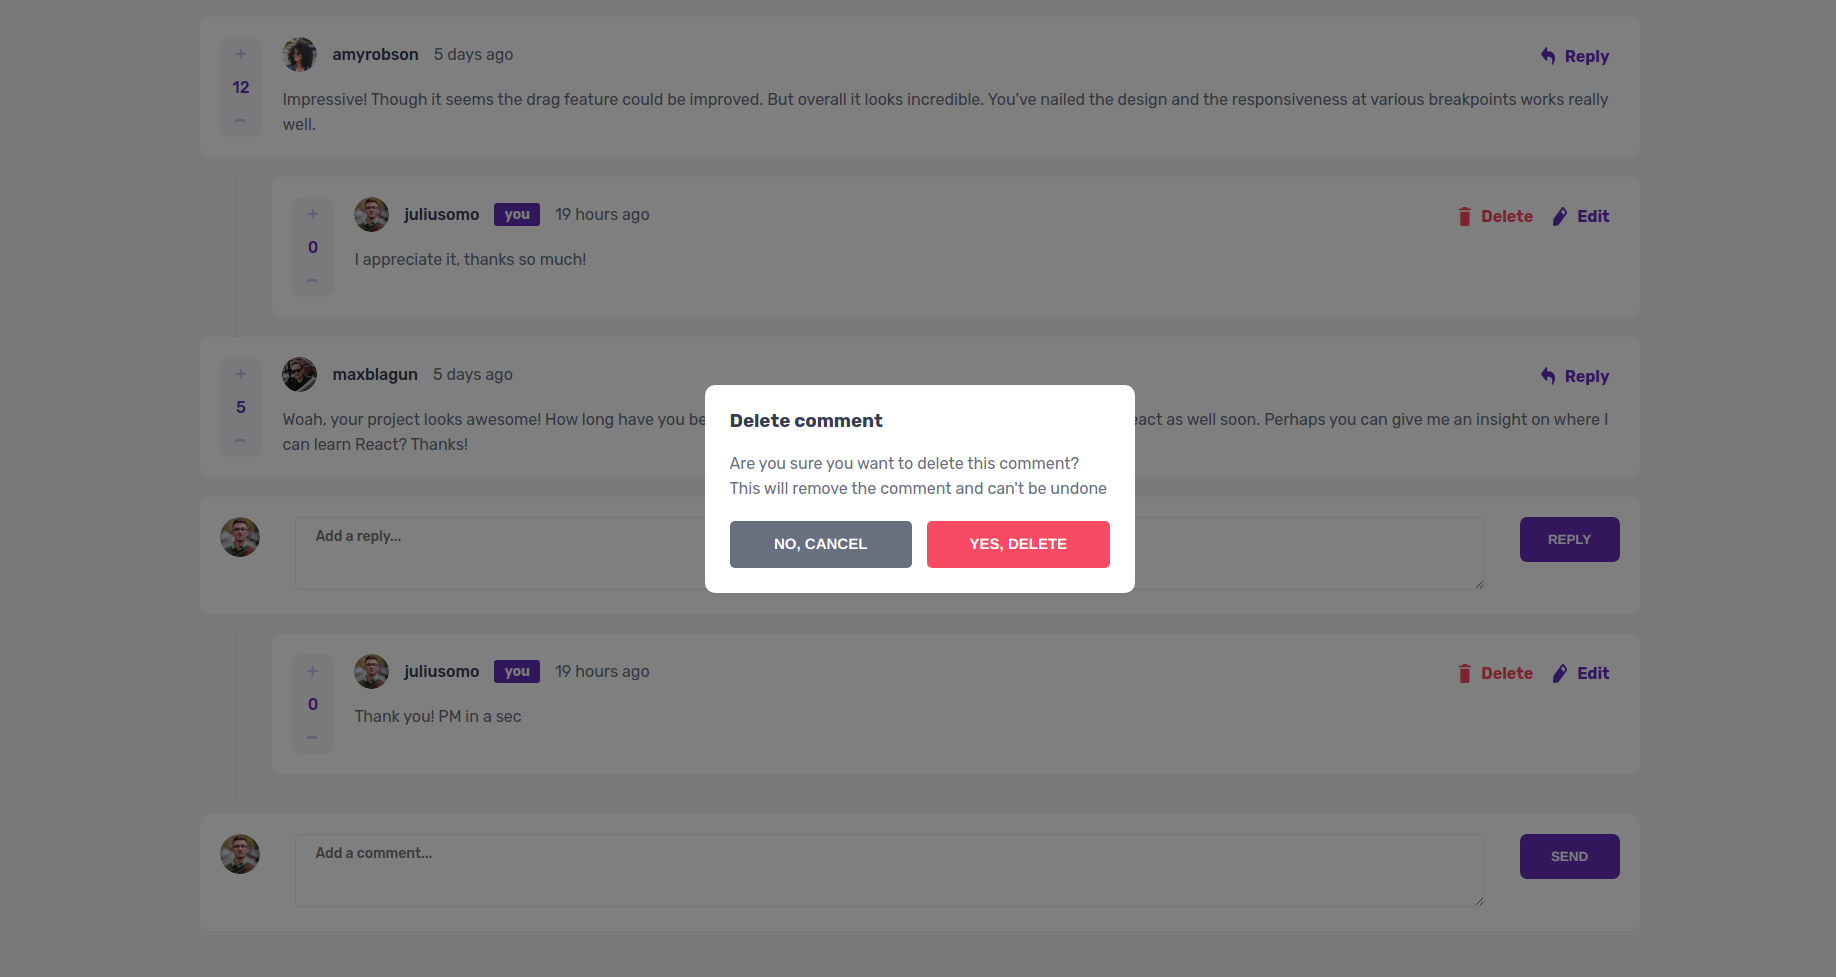 +
amyrobson 5 days ago
Reply
12
Impressive! Though it seems the drag feature could be improved. But overall it looks incredible. You've nailed the design and the responsiveness at various breakpoints works really
well.
–
+
juliusomo you 19 hours ago
Delete Edit
0
I appreciate it, thanks so much!
–
+
maxblagun 5 days ago
Reply
5
Woah, your project looks awesome! How long have you be
act as well soon. Perhaps you can give me an insight on where I
can learn React? Thanks!
–
Delete comment
Are you sure you want to delete this comment?
This will remove the comment and can't be undone
NO, CANCEL
YES, DELETE
Add a reply...
REPLY
+
juliusomo you 19 hours ago
Delete Edit
0
Thank you! PM in a sec
–
Add a comment...
SEND